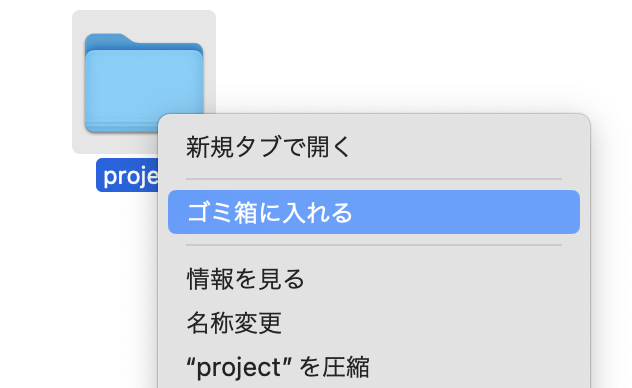 新規タブで開く
proje
ゴミ箱に入れる
情報を見る
名称変更
“project” を圧縮